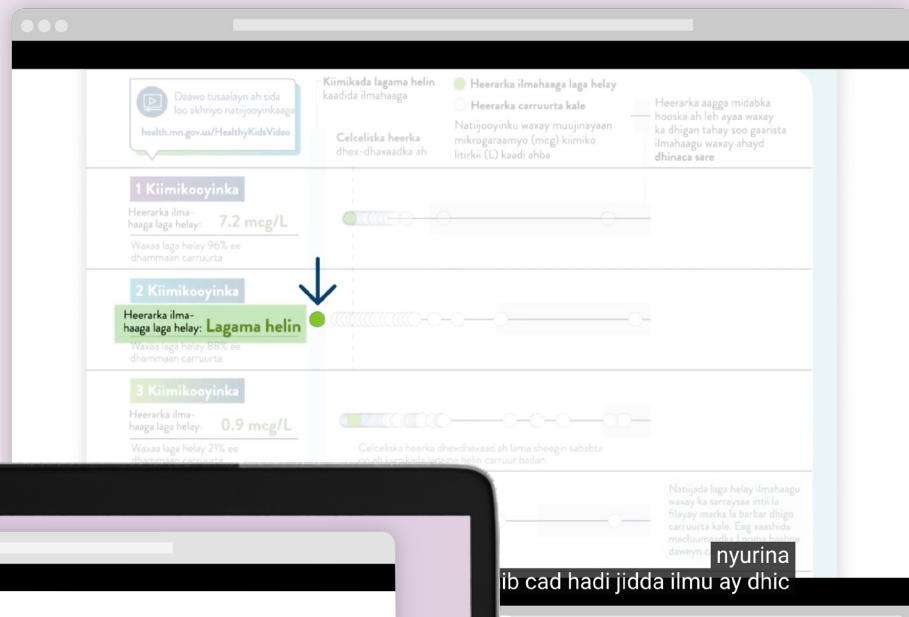 Daawo tusaalayn ah sida
loo akhriyo natiijooyinkaaga
health.mn.gov.us/HealthyKidsVideo
Kiimikada lagama helin
kaadida ilmahaaga
Celceliska heerka
dhex-dhaxaadka ah
Heerarka ilmahaaga laga helay
Heerarka carruurta kale
Natiijooyinku waxay muujinayaan
mikrogaraamyo (mcg) kiimiko
litirkii (L) kaadi ahba
Heerarka aagga midabka
hooska ah leh ayaa waxay
ka dhigan tahay soo gaarista
ilmahaagu waxay ahayd
dhinaca sare
1 Kiimikooyinka
Heerarka ilma-
haaga laga helay: 7.2 mcg/L
Waxaa laga helay 96% ee
dhammaan carruurta
2 Kiimikooyinka
Heerarka ilma-
haaga laga helay: Lagama helin
Waxaa laga helay 88% ee
dhammaan carruurta
3 Kiimikooyinka
Heerarka ilma-
haaga laga helay: 0.9 mcg/L
Waxaa laga helay 21% ee
dhammaan carruurta
Celceliska heerka dhexdhexaad ah lama sheegin sababta
oo ah kiimikada lagama helin carruur badan.
Natiijada laga helay ilmahaagu
waxay ka sarraysaa intii la
filayay marka la barbar dhigo
carruurta kale. Eeg xaashida
daweyn
nyurina
ib cad hadi jidda ilmu ay dhic